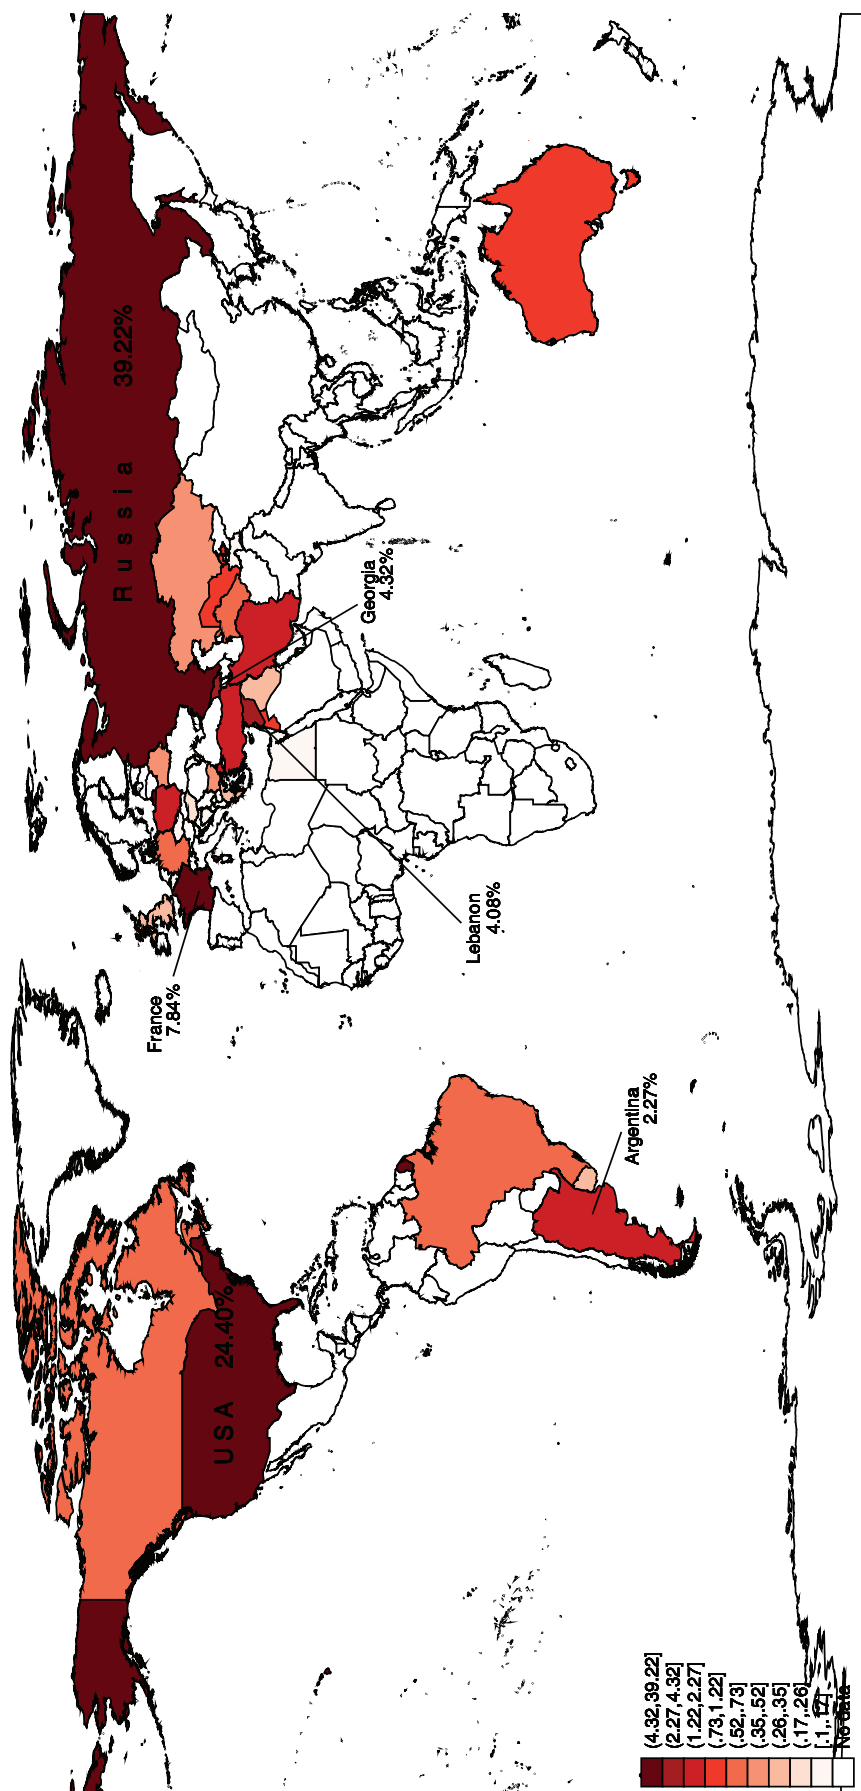 Russia 39.22%
USA 24.40%
France
7.84%
Georgia
4.32%
Lebanon
4.08%
Argentina
2.27%
(4.32,39.22]
(2.27,4.32]
(1.22,2.27]
(.73,1.22]
(.52,.73]
(.35,.52]
(.26,.35]
(.17,.26]
[.1,.17]
No data